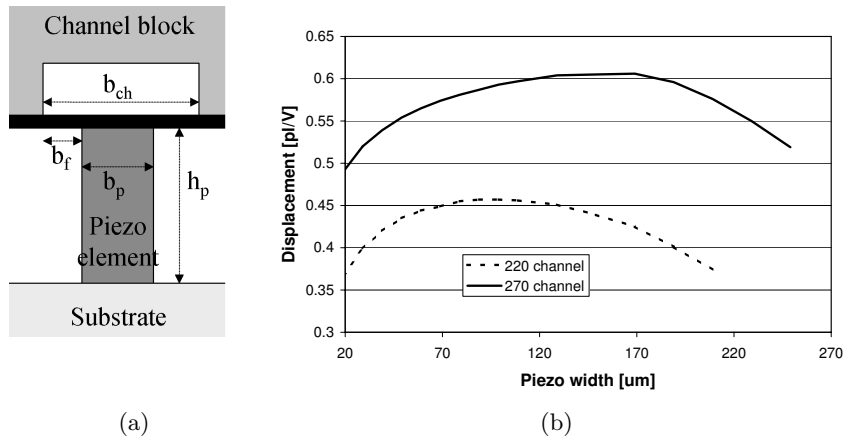 Channel block
b_ch
b_f
b_p
h_p
Piezo
element
Substrate
(a)
Displacement [pl/V]
0.65
0.6
0.55
0.5
0.45
0.4
0.35
0.3
220 channel
270 channel
20
70
120
170
220
270
Piezo width [um]
(b)